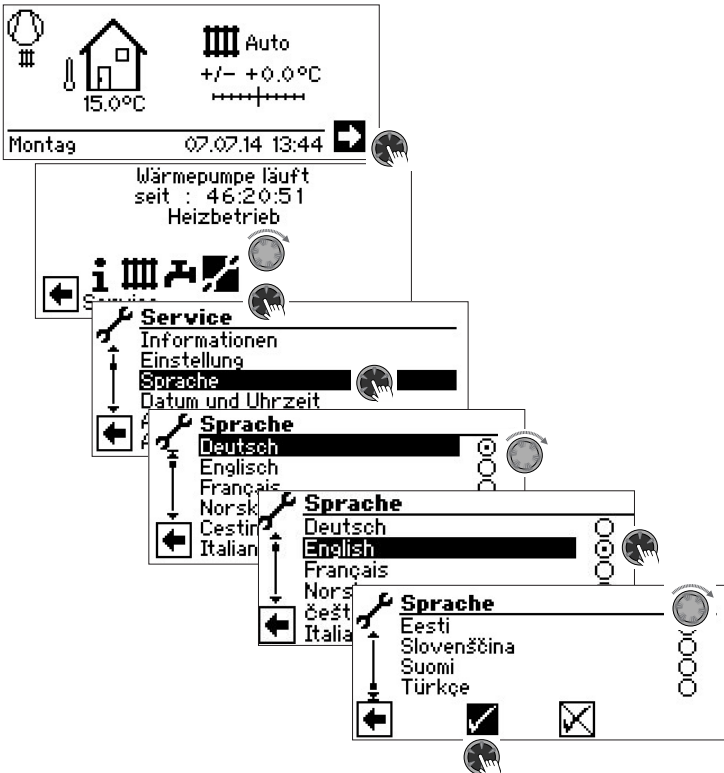 Auto
+/- +0.0°C
15.0°C
Montag 07.07.14 13:44
Wärmepumpe läuft
seit : 46:20:51
Heizbetrieb
Service
Informationen
Einstellung
Sprache
Datum und Uhrzeit
Sprache
Deutsch
Englisch
Français
Norsk
Sprache
Deutsch
English
Français
Sprache
Eesti
Slovenščina
Suomi
Türkçe